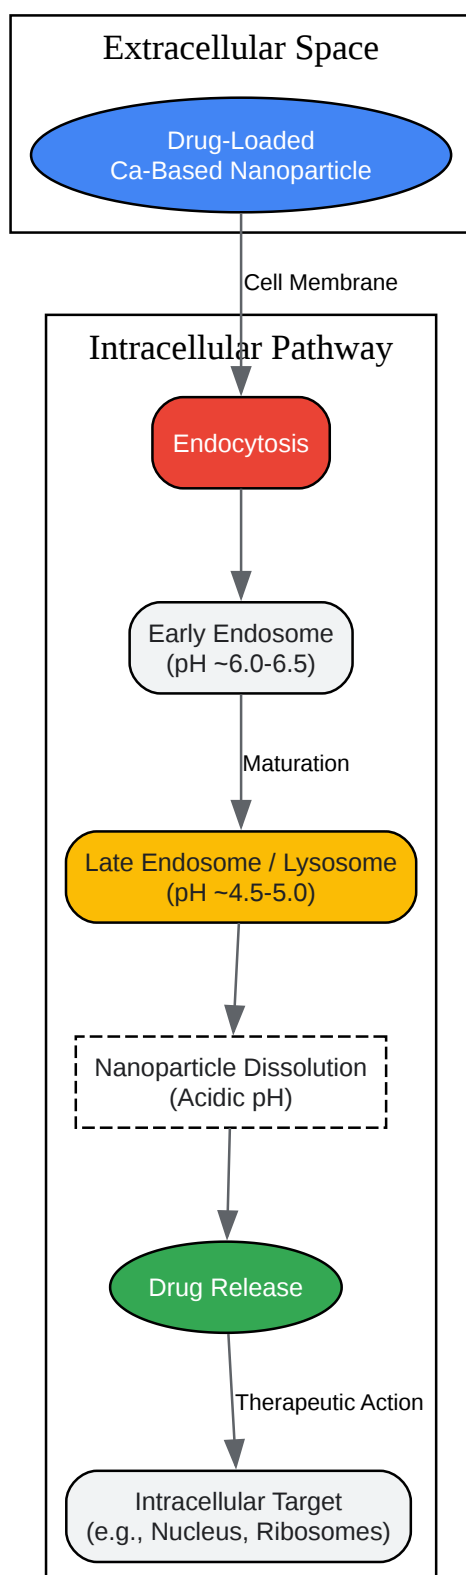 Extracellular Space
Drug-Loaded
Ca-Based Nanoparticle
Cell Membrane
Intracellular Pathway
Endocytosis
Early Endosome
(pH ~6.0-6.5)
Maturation
Late Endosome / Lysosome
(pH ~4.5-5.0)
Nanoparticle Dissolution
(Acidic pH)
Drug Release
Therapeutic Action
Intracellular Target
(e.g., Nucleus, Ribosomes)